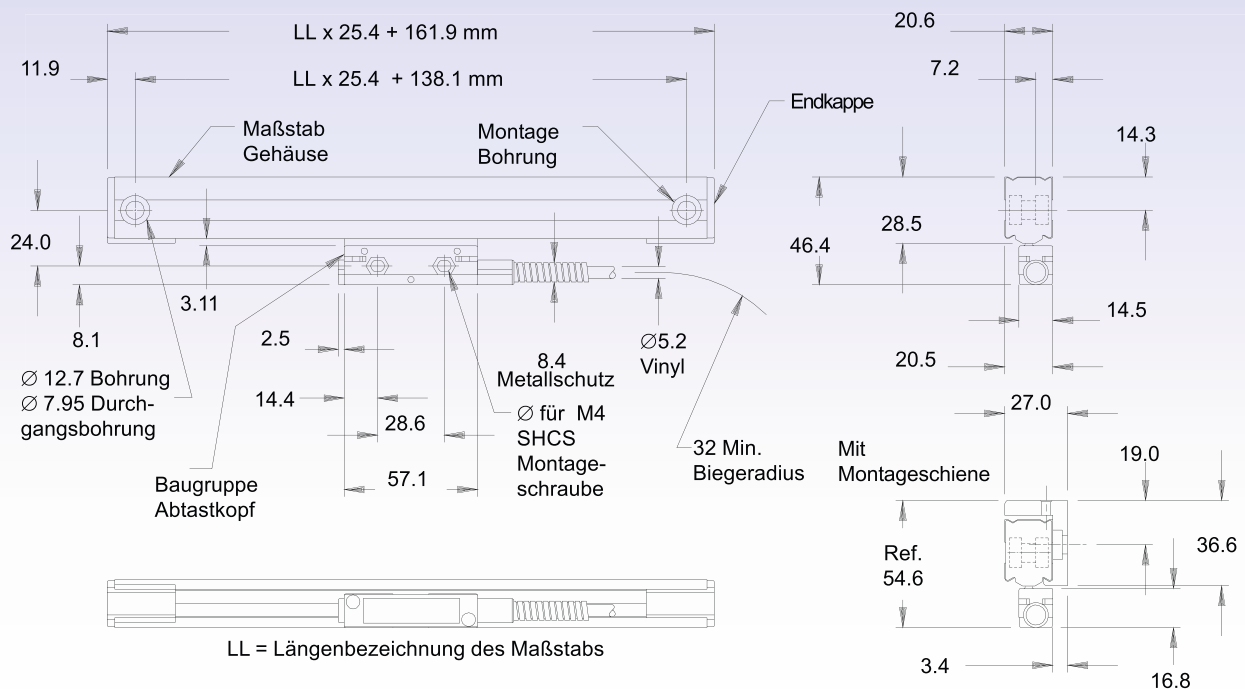 LL x 25.4 + 161.9 mm
20.6
11.9
LL x 25.4 + 138.1 mm
7.2
Endkappe
Maßstab
Gehäuse
Montage
Bohrung
14.3
24.0
28.5
46.4
3.11
8.1
2.5
14.5
Ø5.2
Vinyl
8.4
Metallschutz
20.5
Ø 12.7 Bohrung
Ø 7.95 Durch-
gangsbohrung
14.4
28.6
Ø für M4
SHCS
Montage-
schraube
27.0
32 Min.
Biegeradius
Mit
Montageschiene
19.0
57.1
Baugruppe
Abtastkopf
Ref.
54.6
36.6
LL = Längenbezeichnung des Maßstabs
3.4
16.8